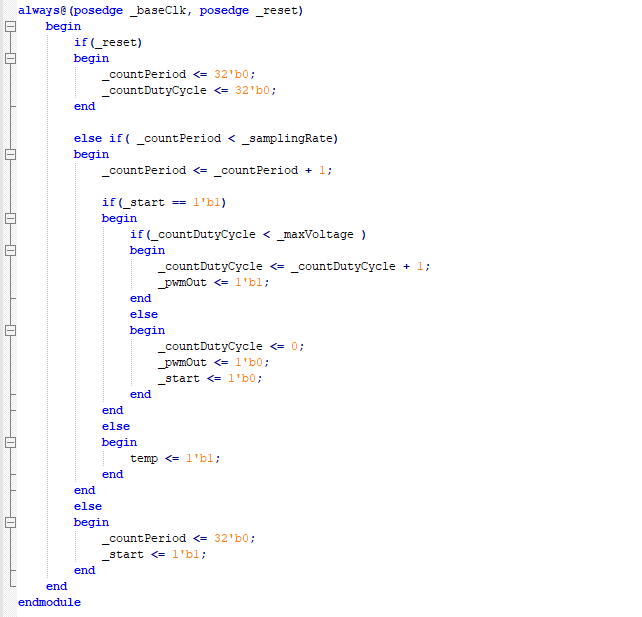 always@(posedge _baseClk, posedge _reset)
begin
if(_reset)
begin
_countPeriod <= 32'b0;
_countDutyCycle <= 32'b0;
end
else if( _countPeriod < _samplingRate)
begin
_countPeriod <= _countPeriod + 1;
if(_start == 1'b1)
begin
if(_countDutyCycle < _maxVoltage )
begin
_countDutyCycle <= _countDutyCycle + 1;
_pwmOut <= 1'b1;
end
else
begin
_countDutyCycle <= 0;
_pwmOut <= 1'b0;
_start <= 1'b0;
end
end
else
begin
temp <= 1'b1;
end
end
else
begin
_countPeriod <= 32'b0;
_start <= 1'b1;
end
end
endmodule